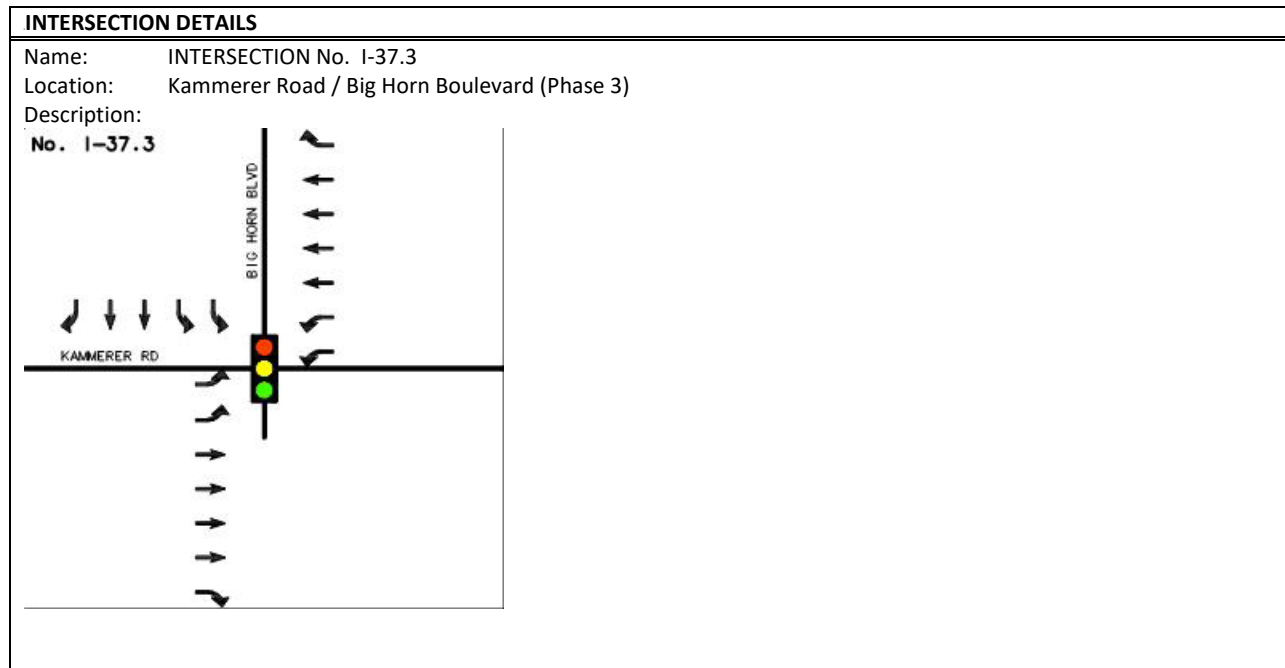 INTERSECTION DETAILS
Name: INTERSECTION No. I-37.3
Location: Kammerer Road / Big Horn Boulevard (Phase 3)
Description:
No. I-37.3
BIG HORN BLVD
KAMMERER RD